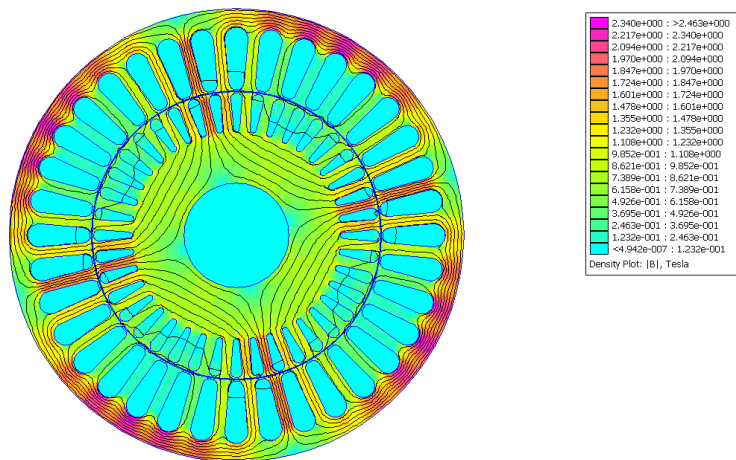 2.340e+000 : >2.463e+000
2.217e+000 : 2.340e+000
2.094e+000 : 2.217e+000
1.970e+000 : 2.094e+000
1.847e+000 : 1.970e+000
1.724e+000 : 1.847e+000
1.601e+000 : 1.724e+000
1.478e+000 : 1.601e+000
1.355e+000 : 1.478e+000
1.232e+000 : 1.355e+000
1.108e+000 : 1.232e+000
9.852e-001 : 1.108e+000
8.621e-001 : 9.852e-001
7.389e-001 : 8.621e-001
6.158e-001 : 7.389e-001
4.926e-001 : 6.158e-001
3.695e-001 : 4.926e-001
2.463e-001 : 3.695e-001
1.232e-001 : 2.463e-001
<4.942e-007 : 1.232e-001
Density Plot: |B|, Tesla